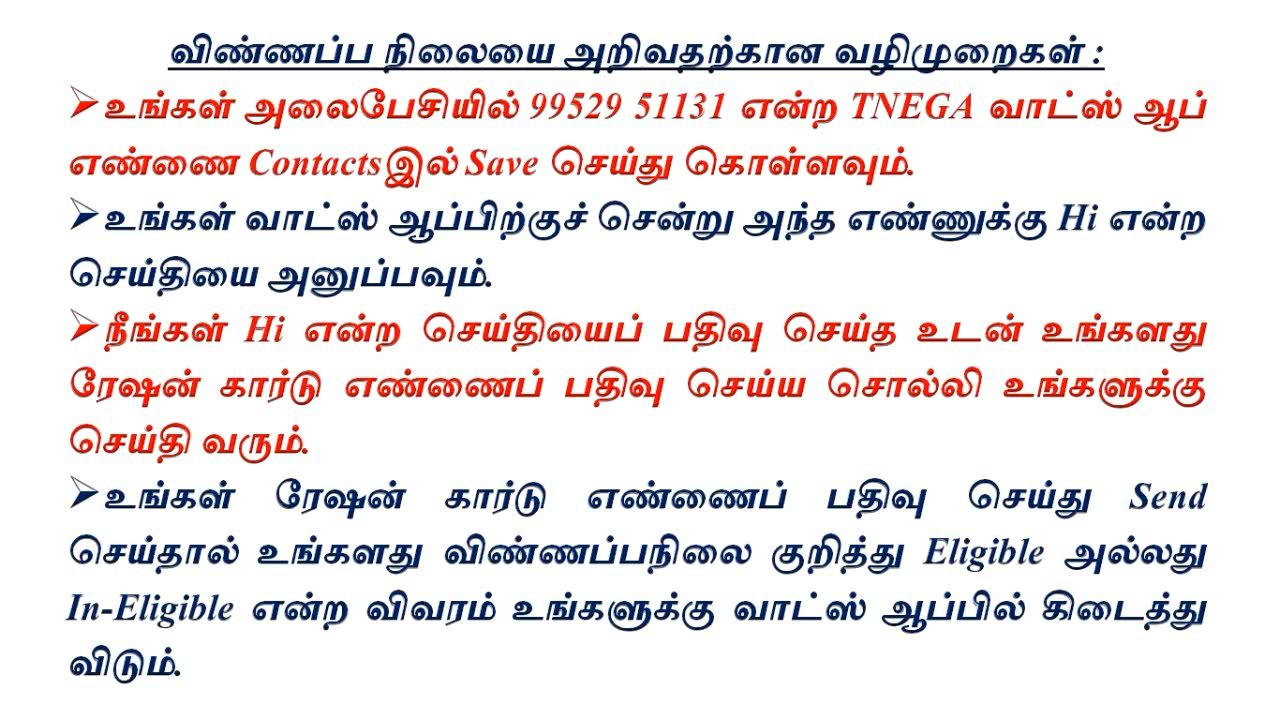 விண்ணப்ப நிலையை அறிவதற்கான வழிமுறைகள் :
➢உங்கள் அலைபேசியில் 99529 51131 என்ற TNEGA வாட்ஸ் ஆப்
எண்ணை Contactsஇல் Save செய்து கொள்ளவும்.
➢உங்கள் வாட்ஸ் ஆப்பிற்குச் சென்று அந்த எண்ணுக்கு Hi என்ற
செய்தியை அனுப்பவும்.
➢நீங்கள் Hi என்ற செய்தியைப் பதிவு செய்த உடன் உங்களது
ரேஷன் கார்டு எண்ணைப் பதிவு செய்ய சொல்லி உங்களுக்கு
செய்தி வரும்.
➢உங்கள் ரேஷன் கார்டு எண்ணைப் பதிவு செய்து Send
செய்தால் உங்களது விண்ணப்பநிலை குறித்து Eligible அல்லது
In-Eligible என்ற விவரம் உங்களுக்கு வாட்ஸ் ஆப்பில் கிடைத்து
விடும்.